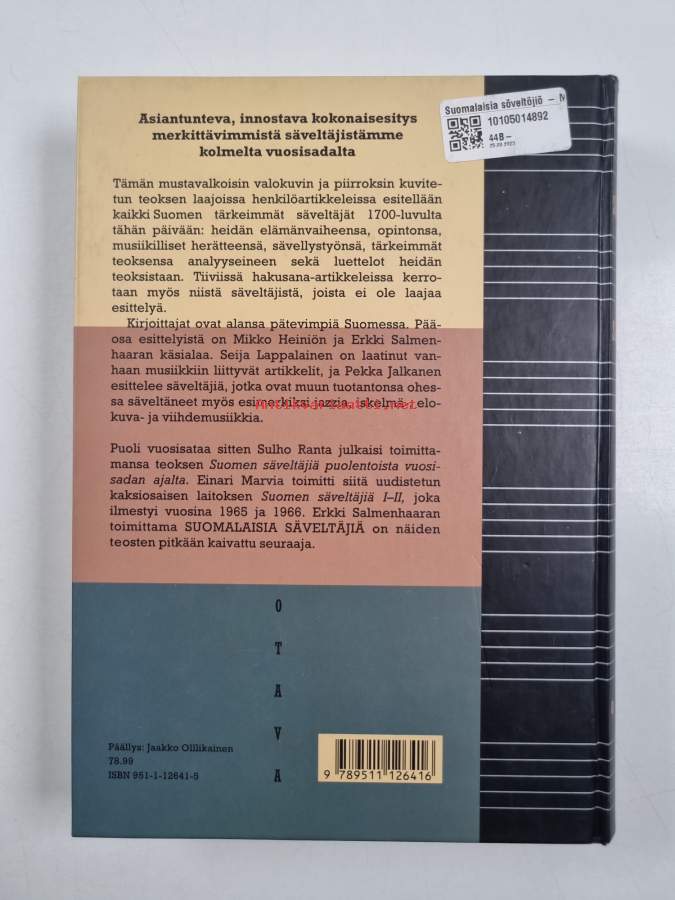 Suomalaisia säveltäjiä – M
10105014892
44B –
Asiantunteva, innostava kokonaisesitys
merkittävimmistä säveltäjistämme
kolmelta vuosisadalta
Tämän mustavalkoisin valokuvin ja piirroksin kuvite-
tun teoksen laajoissa henkilöartikkeleissa esitellään
kaikki Suomen tärkeimmät säveltäjät 1700-luvulta
tähän päivään: heidän elämänvaiheensa, opintonsa,
musiikilliset herätteensä, sävellystyönsä, tärkeimmät
teoksensa analyyseineen sekä luettelot heidän
teoksistaan. Tiiviissä hakusana-artikkeleissa kerro-
taan myös niistä säveltäjistä, joista ei ole laajaa
esittelyä.
Kirjoittajat ovat alansa pätevimpiä Suomessa. Pää-
osa esittelyistä on Mikko Heiniön ja Erkki Salmen-
haaran käsialaa. Seija Lappalainen on laatinut van-
haan musiikkiin liittyvät artikkelit, ja Pekka Jalkanen
esittelee säveltäjiä, jotka ovat muun tuotantonsa ohes-
sa säveltäneet myös esimerkiksi jazzia, iskelmä-, elo-
kuva- ja viihdemusiikkia.
Antikvariaatti.net
Puoli vuosisataa sitten Sulho Ranta julkaisi toimitta-
mansa teoksen Suomen säveltäjiä puolentoista vuosi-
sadan ajalta. Einari Marvia toimitti siitä uudistetun
kaksiosaisen laitoksen Suomen säveltäjiä I–II, joka
ilmestyi vuosina 1965 ja 1966. Erkki Salmenhaaran
toimittama SUOMALAISIA SÄVELTÄJIÄ on näiden
teosten pitkään kaivattu seuraaja.
O
T
A
V
A
Päällys: Jaakko Ollikainen
78.99
ISBN 951-1-12641-5
9 789511 126416